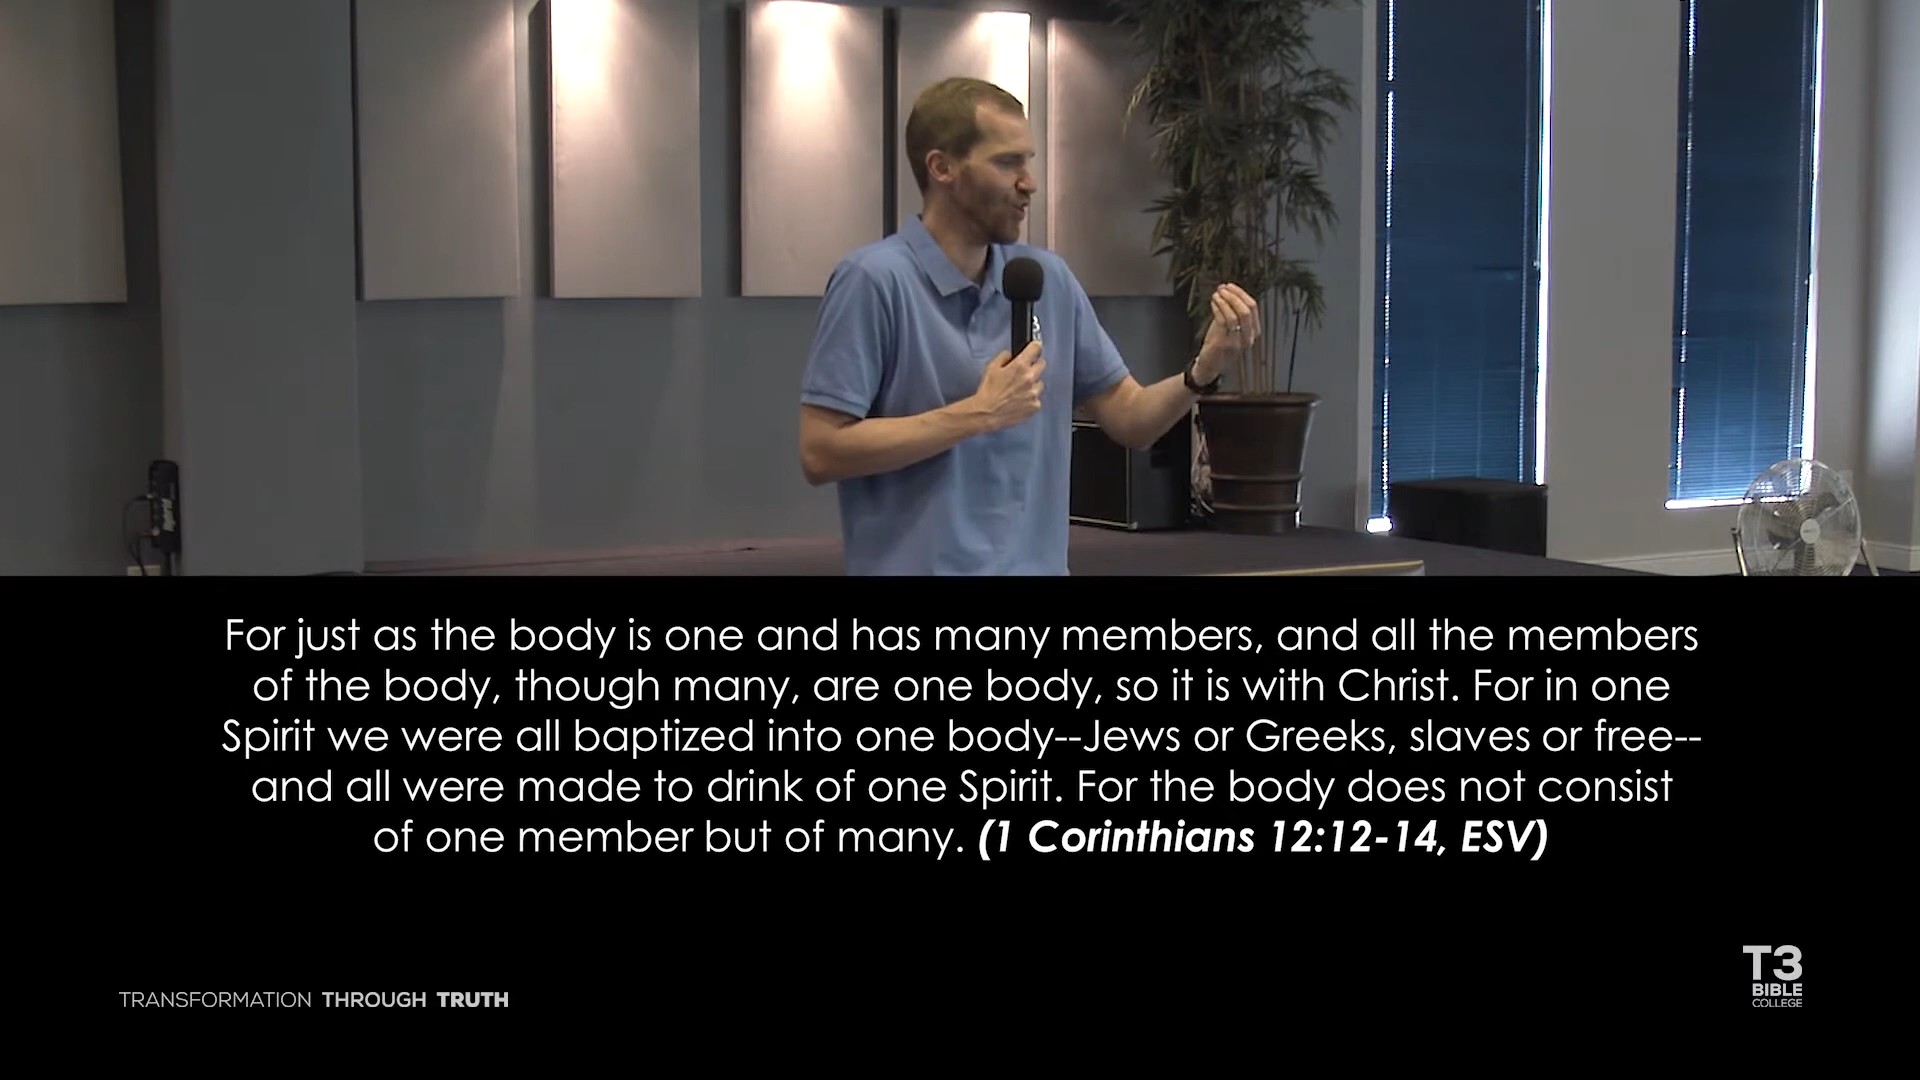 For just as the body is one and has many members, and all the members
of the body, though many, are one body, so it is with Christ. For in one
Spirit we were all baptized into one body--Jews or Greeks, slaves or free--
and all were made to drink of one Spirit. For the body does not consist
of one member but of many. (1 Corinthians 12:12-14, ESV)
TRANSFORMATION THROUGH TRUTH
T3
BIBLE
COLLEGE